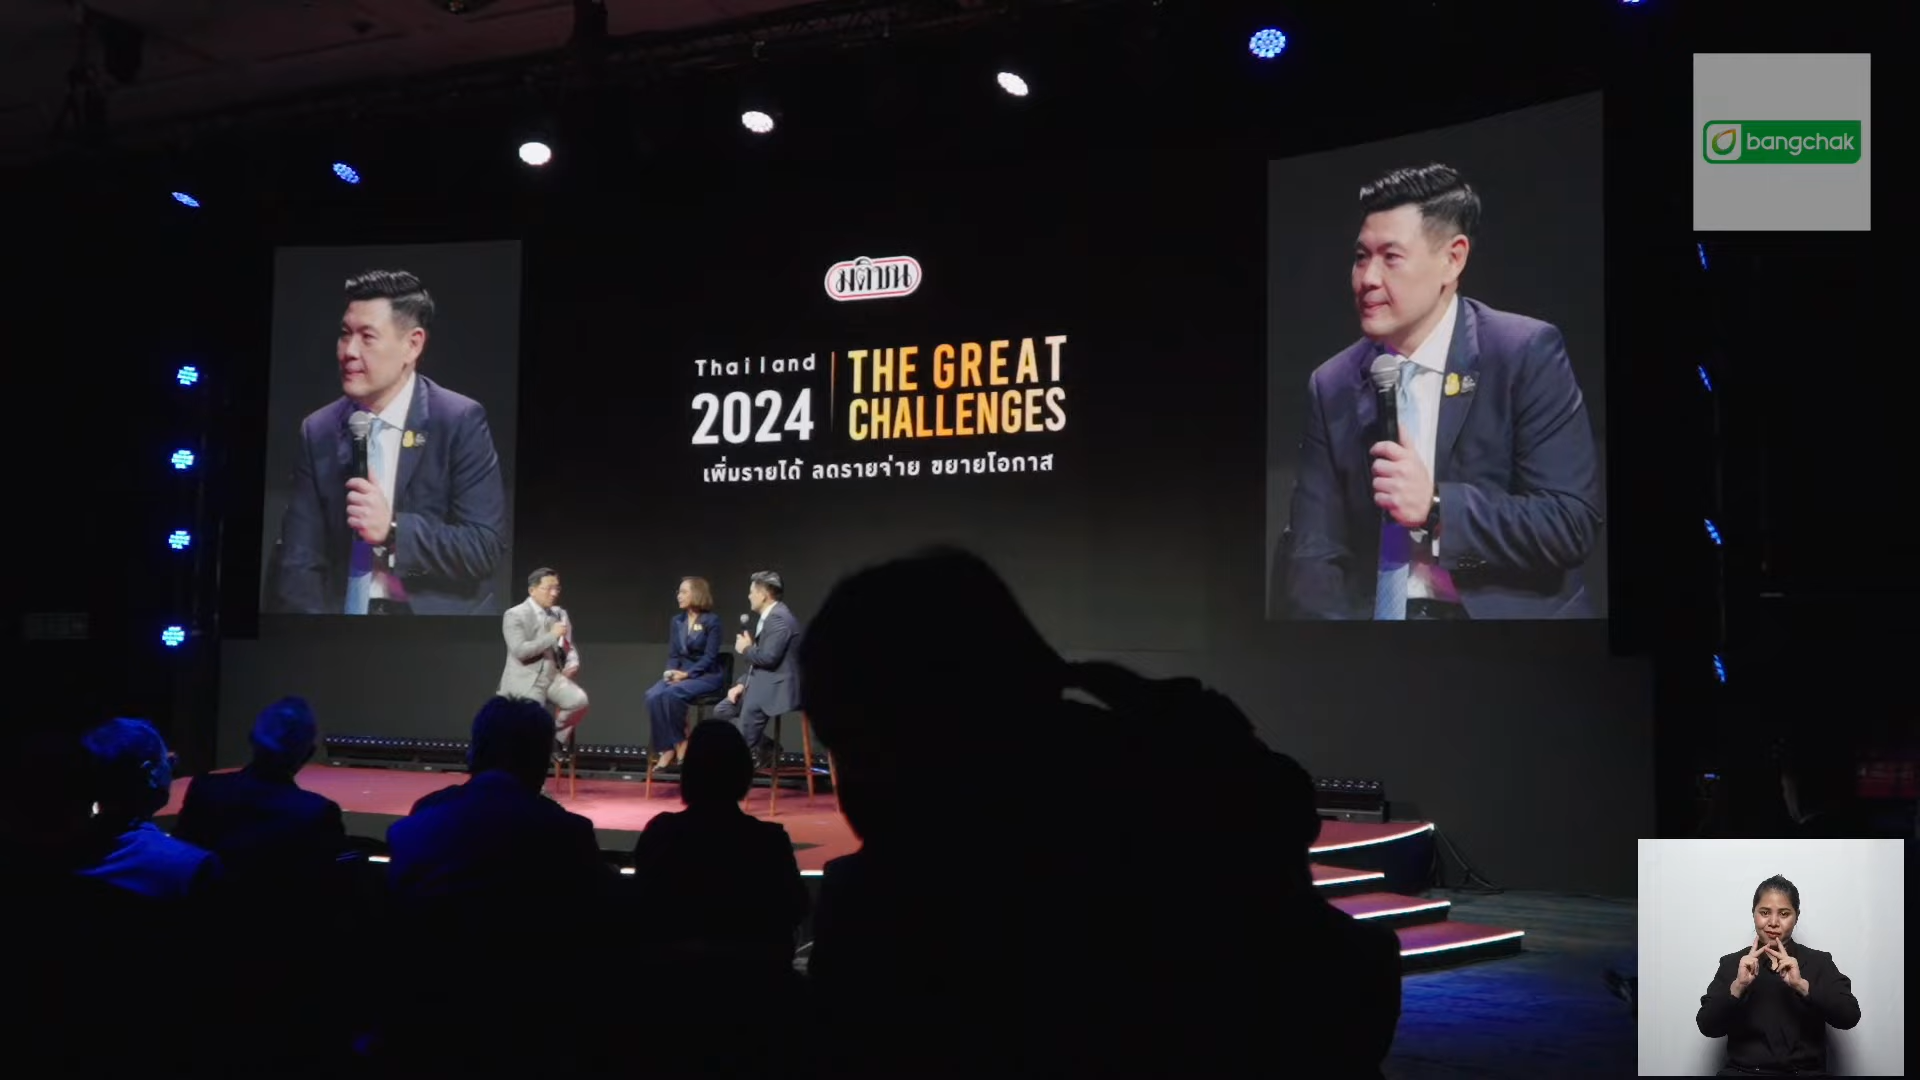 bangchak
มติชน
Thailand
2024
THE GREAT
CHALLENGES
เพิ่มรายได้ ลดรายจ่าย ขยายโอกาส